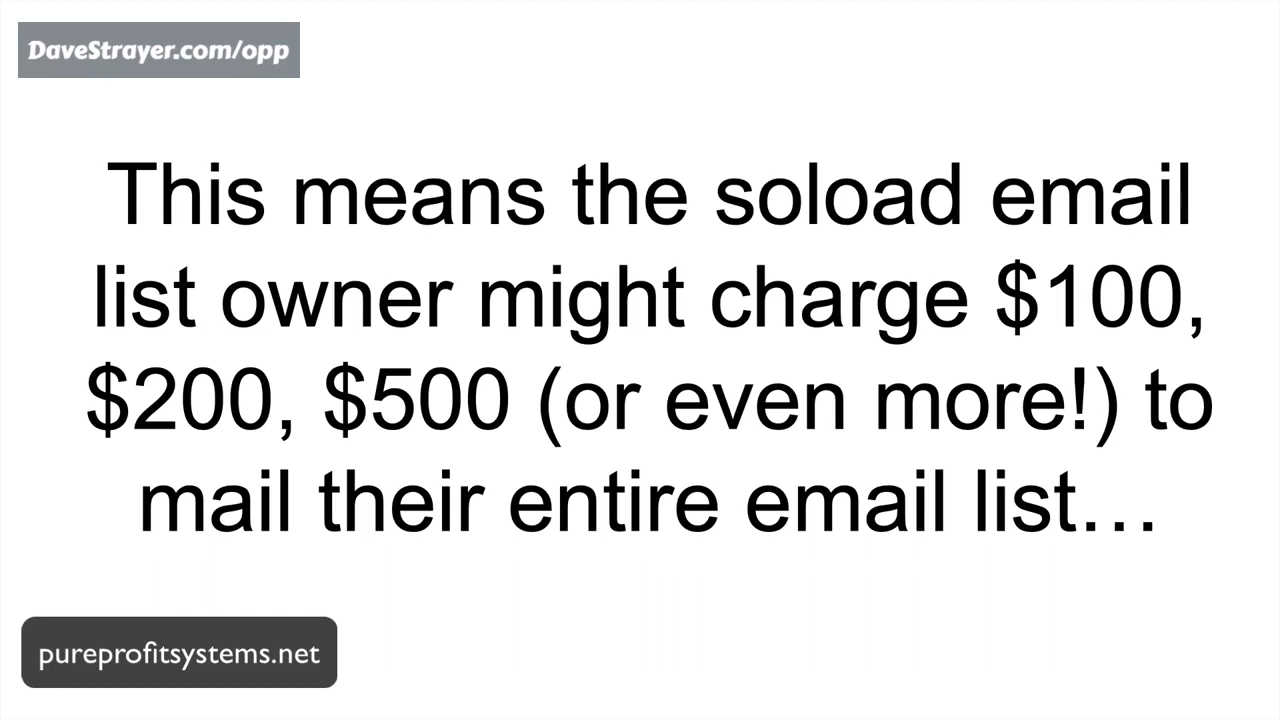 DaveStrayer.com/opp
This means the soload email
list owner might charge $100,
$200, $500 (or even more!) to
mail their entire email list…
pureprofitsystems.net